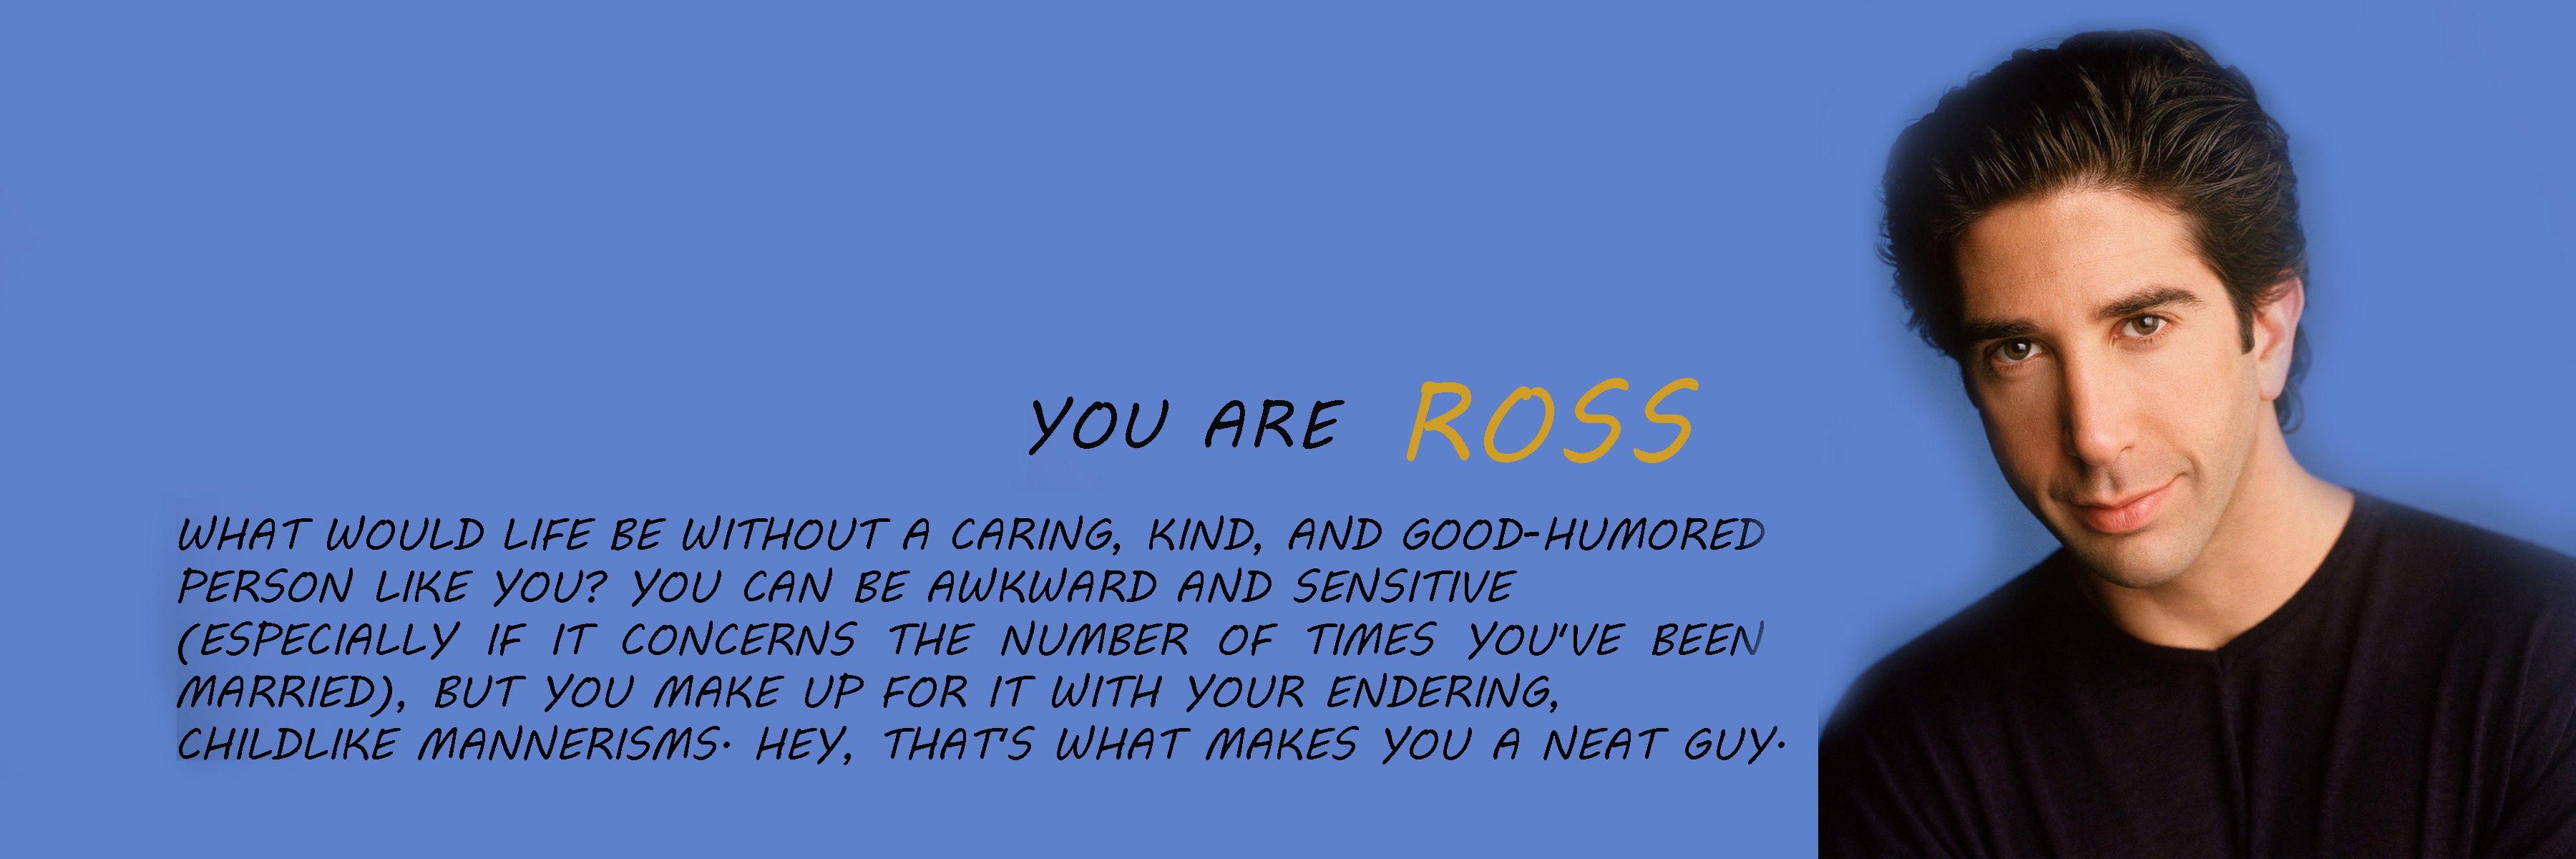 YOU ARE ROSS
WHAT WOULD LIFE BE WITHOUT A CARING, KIND, AND GOOD-HUMORED
PERSON LIKE YOU? YOU CAN BE AWKWARD AND SENSITIVE
(ESPECIALLY IF IT CONCERNS THE NUMBER OF TIMES YOU'VE BEEN
MARRIED), BUT YOU MAKE UP FOR IT WITH YOUR ENDERING,
CHILDLIKE MANNERISMS. HEY, THAT'S WHAT MAKES YOU A NEAT GUY.